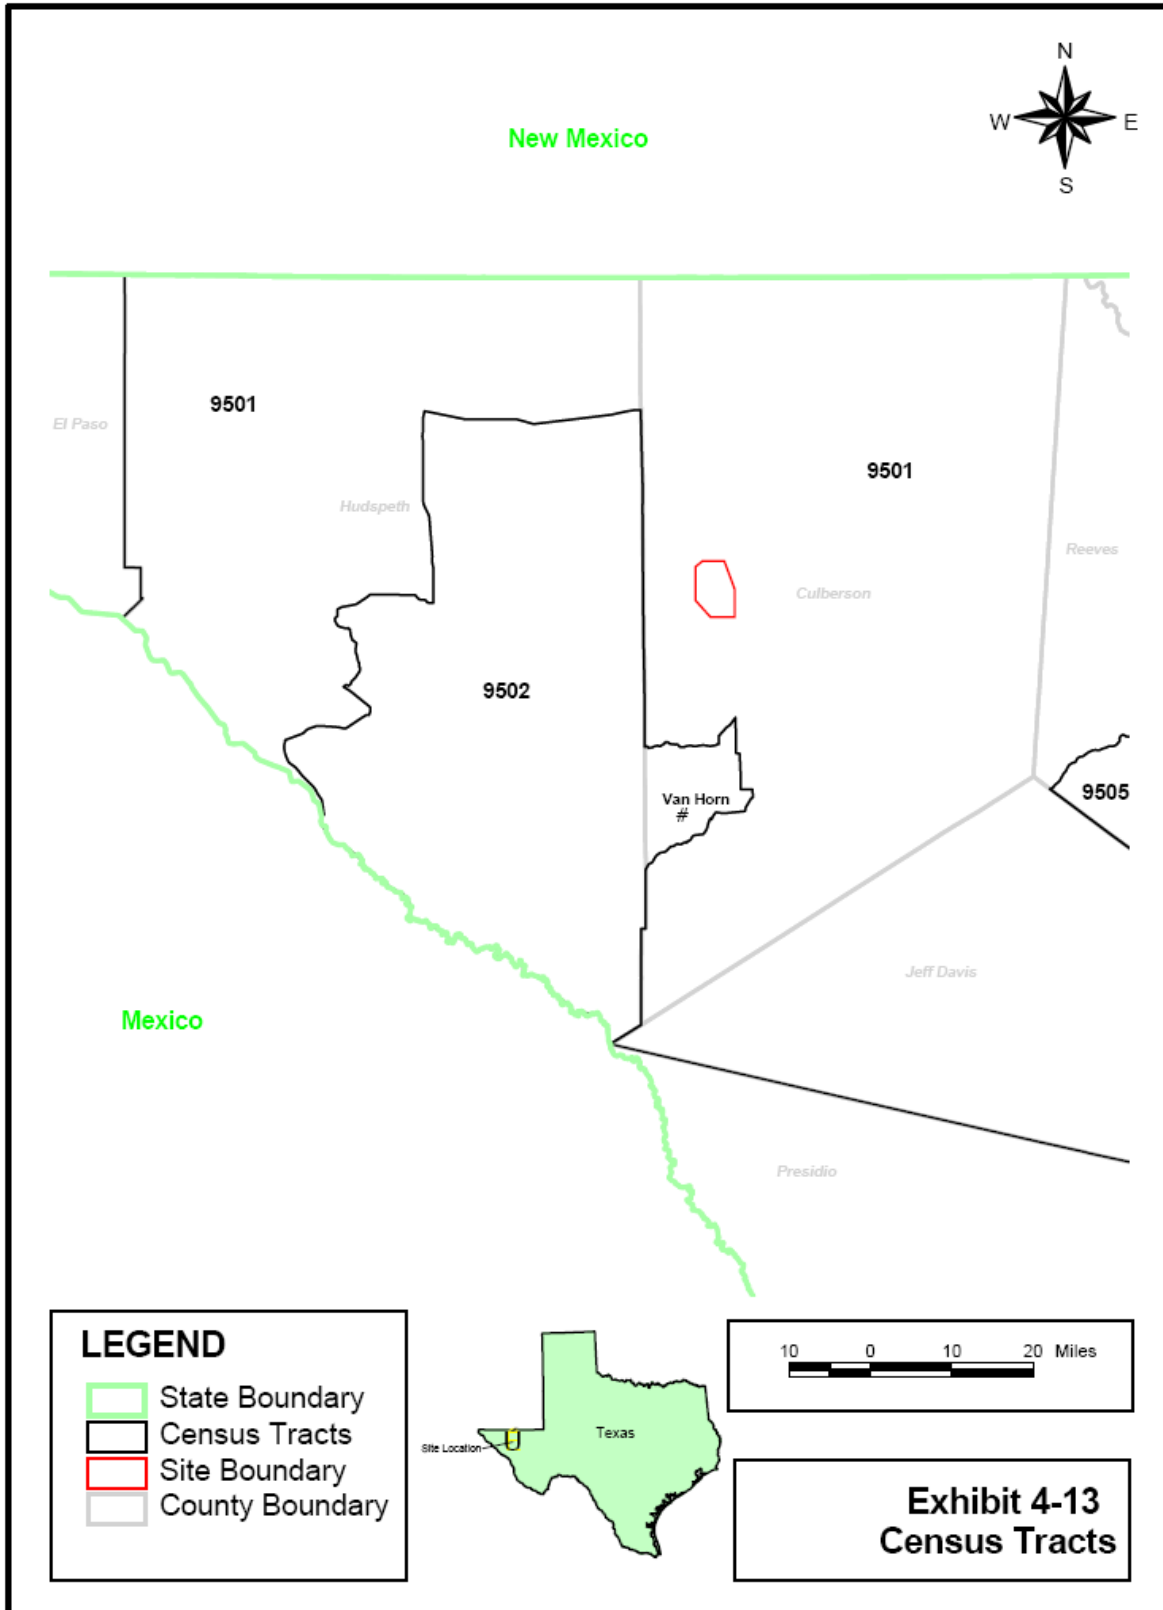 N
W E
S
New Mexico
9501
El Paso
9501
Hudspeth
Reeves
Culberson
9502
9505
Van Horn
#
Jeff Davis
Mexico
Presidio
LEGEND
State Boundary
Census Tracts
Site Boundary
County Boundary
Texas
Site Location
10 0 10 20 Miles
Exhibit 4-13
Census Tracts